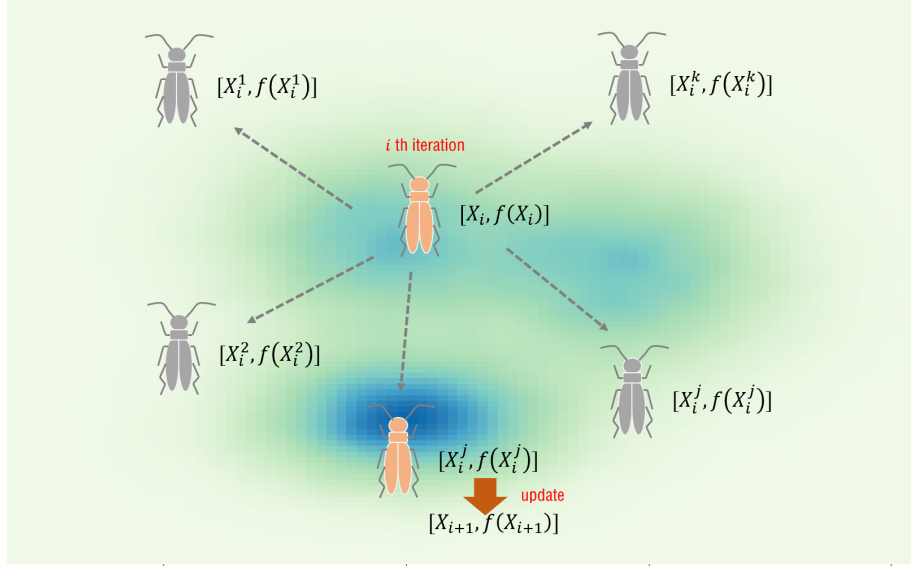 [X_i^1, f(X_i^1)]
[X_i^k, f(X_i^k)]
i th iteration
[X_i, f(X_i)]
[X_i^2, f(X_i^2)]
[X_i^j, f(X_i^j)]
[X_i^j, f(X_i^j)]
update
[X_{i+1}, f(X_{i+1})]